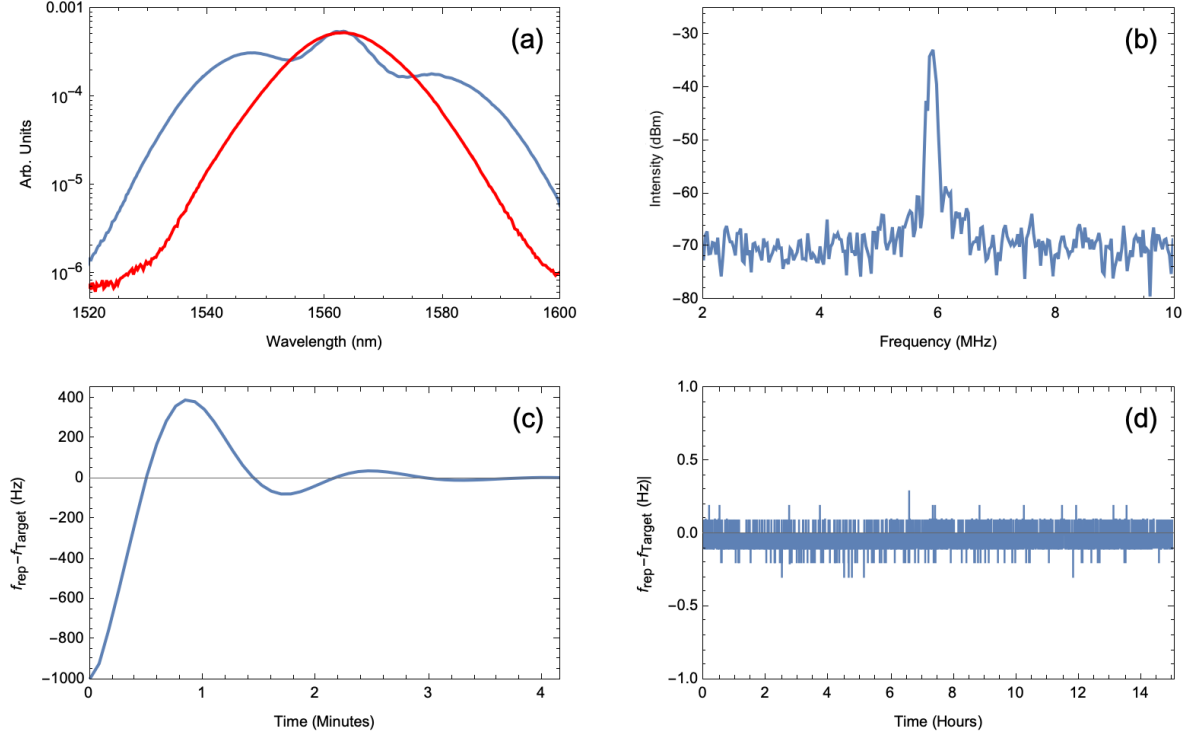 (a)
0.001
10⁻⁴
10⁻⁵
10⁻⁶
Arb. Units
1520 1540 1560 1580 1600
Wavelength (nm)
(b)
−30
−40
−50
−60
−70
−80
Intensity (dBm)
2 4 6 8 10
Frequency (MHz)
(c)
400
200
0
−200
−400
−600
−800
−1000
f_rep−f_Target (Hz)
0 1 2 3 4
Time (Minutes)
(d)
1.0
0.5
0.0
−0.5
−1.0
f_rep−f_Target (Hz)|
0 2 4 6 8 10 12 14
Time (Hours)